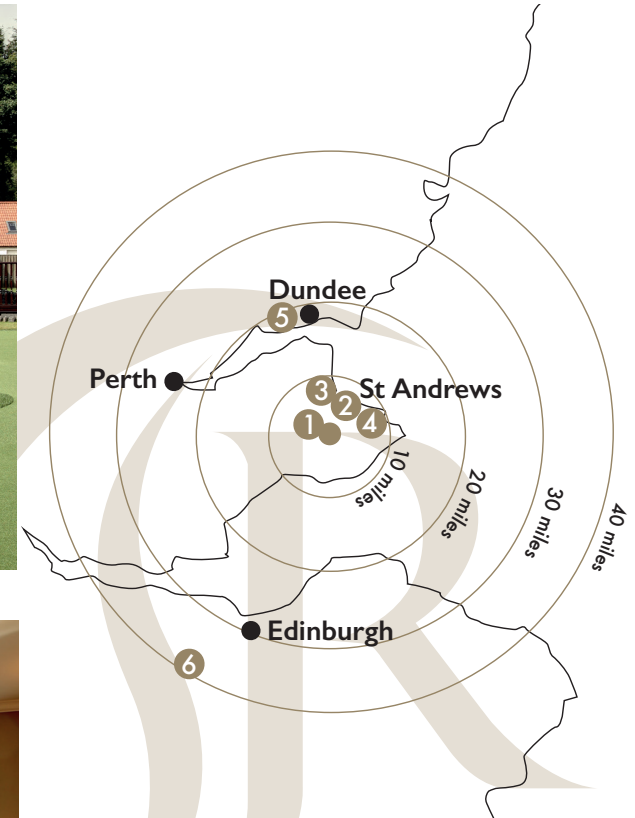 Dundee
5
Perth
St Andrews
3
2
1
4
10 miles
20 miles
30 miles
40 miles
Edinburgh
6